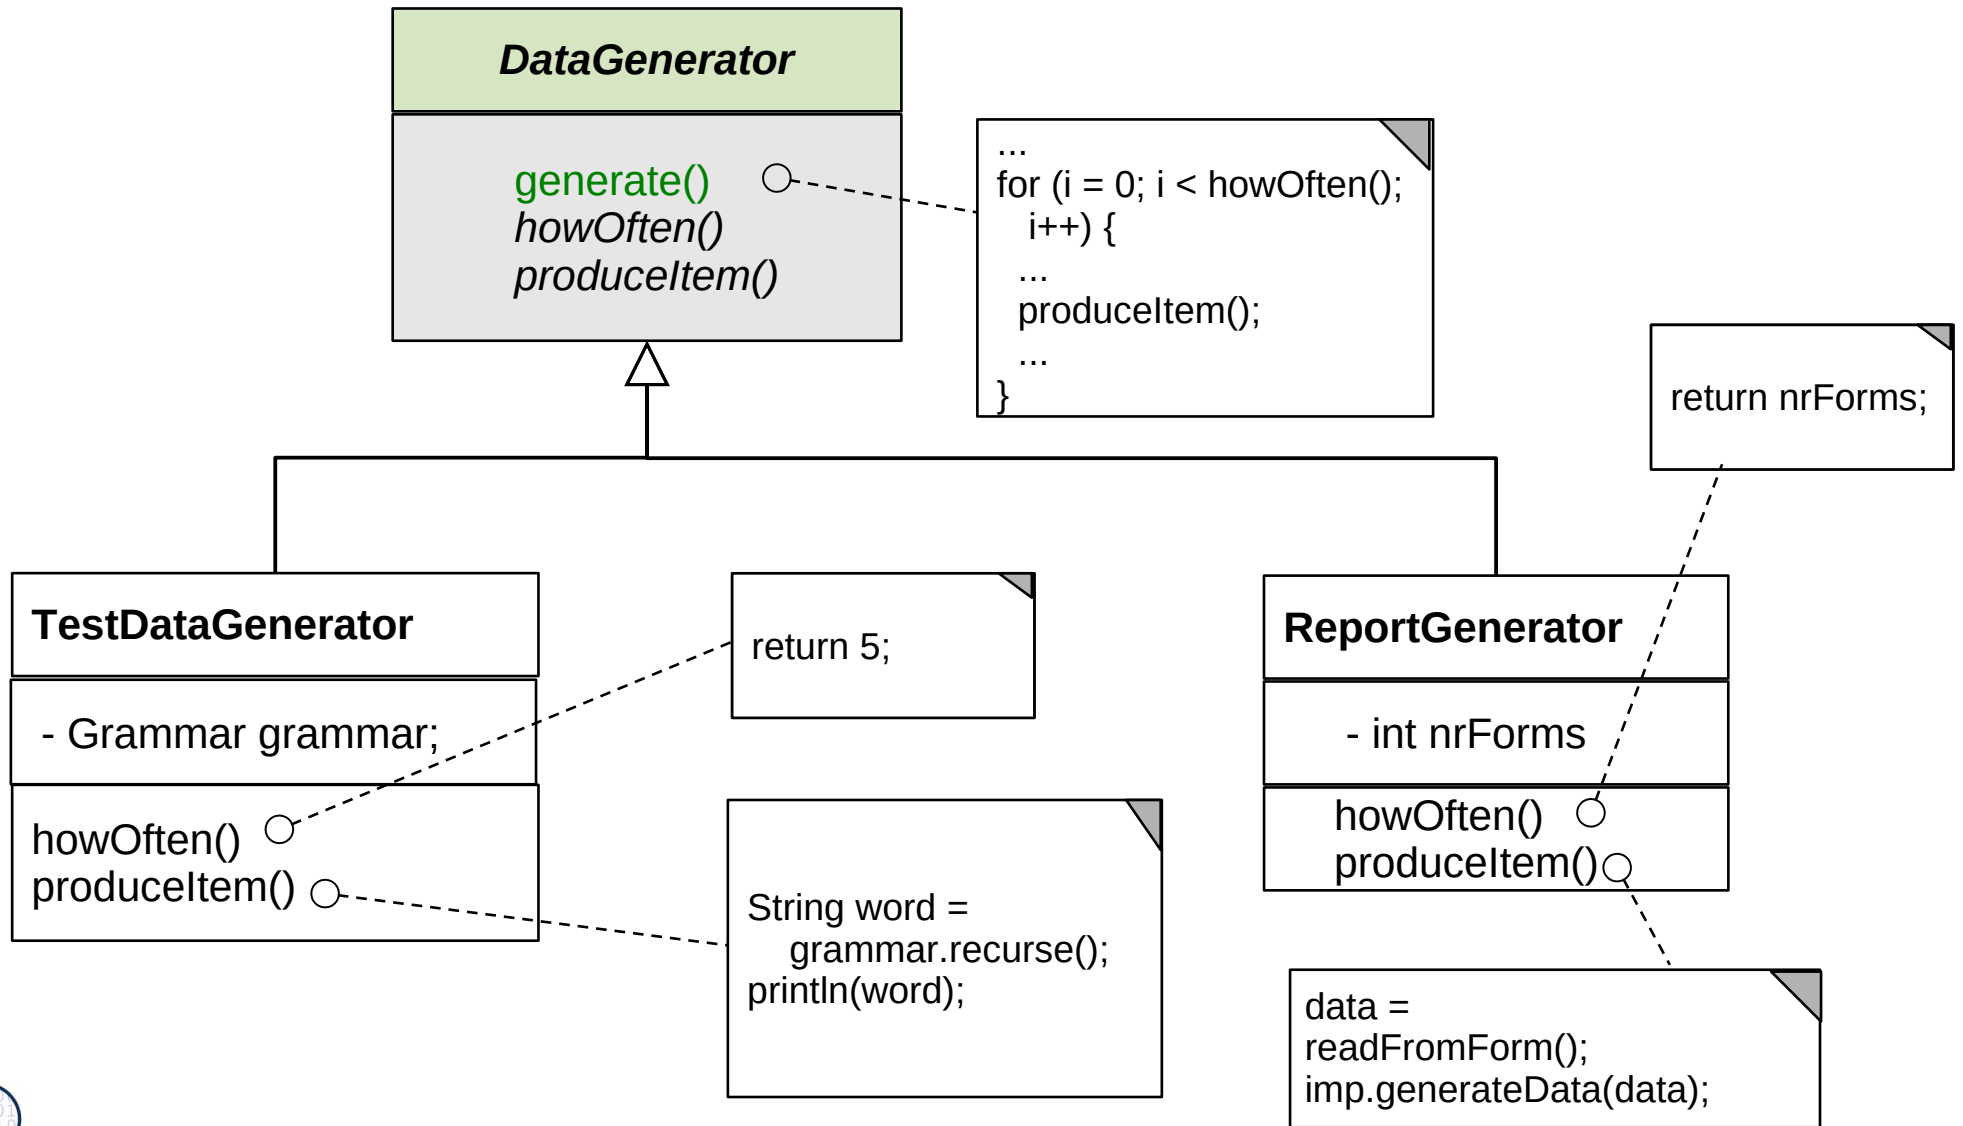 DataGenerator
generate()
howOften()
produceItem()
...
for (i = 0; i < howOften();
i++) {
...
produceItem();
...
}
return nrForms;
TestDataGenerator
- Grammar grammar;
howOften()
produceItem()
return 5;
String word =
grammar.recurse();
println(word);
ReportGenerator
- int nrForms
howOften()
produceItem()
data =
readFromForm();
imp.generateData(data);